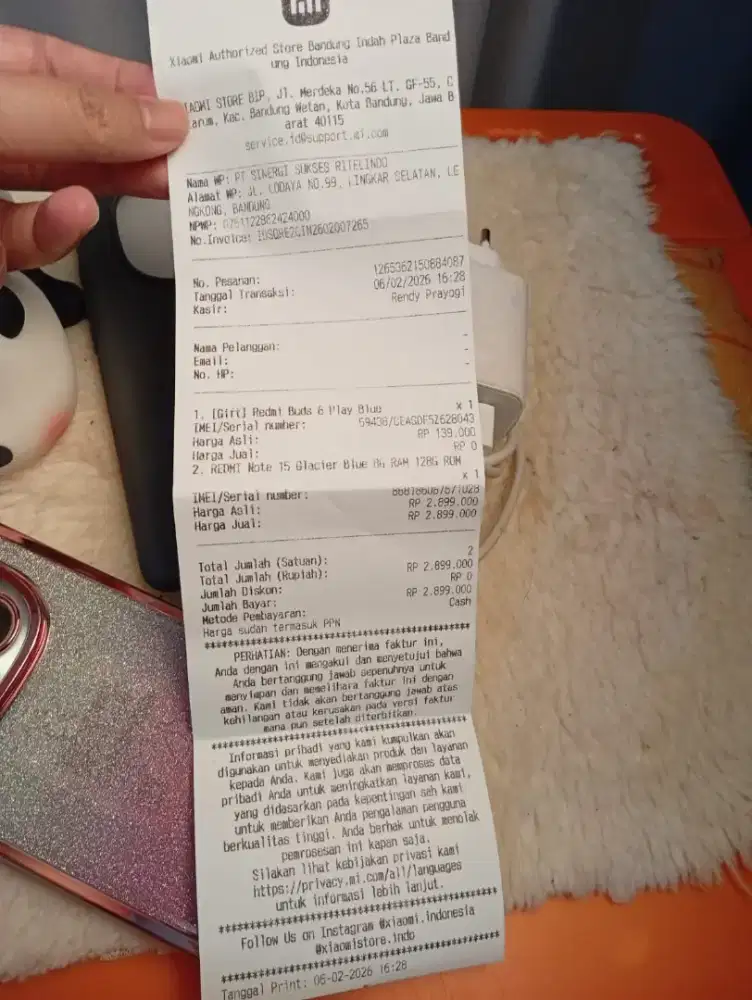 Xiaomi Authorized Store Bandung Indah Plaza Band
ung Indonesia
XIAOMI STORE BIP, Jl. Merdeka No.56 LT. GF-55, C
arum, Kec. Bandung Wetan, Kota Bandung, Jawa B
arat 40115
service.id@support.mi.com
Nama WP: PT SINERGI SUKSES RITELINDO
Alamat WP: JL. LODAYA NO.99, LINGKAR SELATAN, LE
NGKONG, BANDUNG
NPWP:
No.Invoice:
No. Pesanan: 1265362150884087
Tanggal Transaksi: 06/02/2026 16:28
Kasir: Rendy Prayogi
Nama Pelanggan: -
Email: -
No. HP: -
1. [Gift] Redmi Buds 6 Play Blue x 1
IMEI/Serial number:
Harga Asli: RP 139.000
Harga Jual: RP 0
2. REDMI Note 15 Glacier Blue 8G RAM 128G ROM
x 1
IMEI/Serial number:
Harga Asli: RP 2.899.000
Harga Jual: RP 2.899.000
Total Jumlah (Satuan): 2
Total Jumlah (Rupiah): RP 2.899.000
Jumlah Diskon: RP 0
Jumlah Bayar: RP 2.899.000
Metode Pembayaran: Cash
Harga sudah termasuk PPN
PERHATIAN: Dengan menerima faktur ini,
Anda dengan ini mengakui dan menyetujui bahwa
Anda bertanggung jawab sepenuhnya untuk
menyiapan dan memelihara faktur ini dengan
aman. Kami tidak akan bertanggung jawab atas
kehilangan atau kerusakan pada versi faktur
mana pun setelah diterbitkan.
Informasi pribadi yang kami kumpulkan akan
digunakan untuk menyediakan produk dan layanan
kepada Anda. Kami juga akan memproses data
pribadi Anda untuk meningkatkan layanan kami,
yang didasarkan pada kepentingan sah kami
untuk memberikan Anda pengalaman pengguna
berkualitas tinggi. Anda berhak untuk menolak
pemrosesan ini kapan saja.
Silakan lihat kebijakan privasi kami
https://privacy.mi.com/all/languages
untuk informasi lebih lanjut.
Follow Us on Instagram @xiaomi.indonesia
@xiaomistore.indo
Tanggal Print: 06-02-2026 16:28